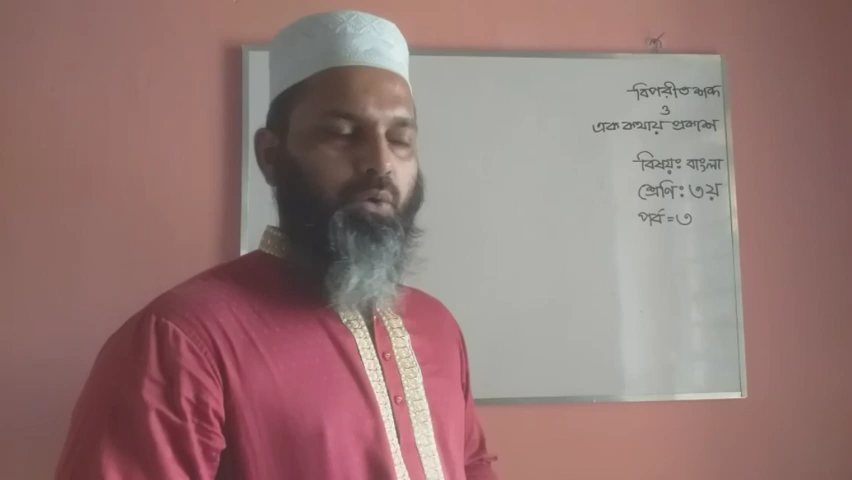 বিপরীত শব্দ
ও
এক কথায় প্রকাশ
বিষয়ঃ বাংলা
শ্রেণিঃ ৩য়
পর্ব = ৩